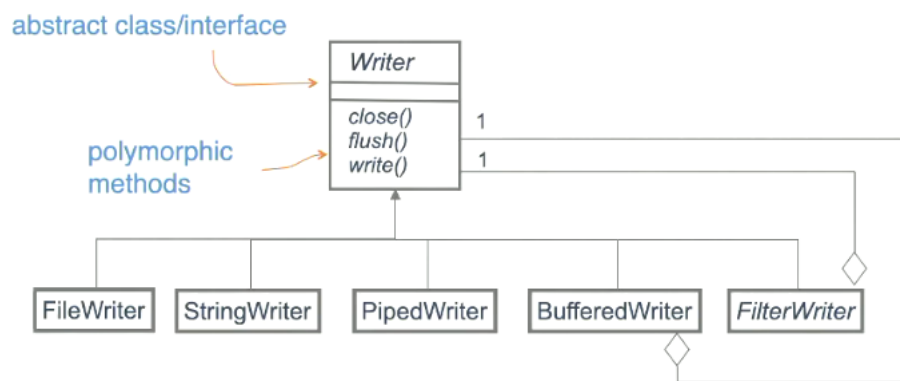 abstract class/interface
Writer
close()
flush()
write()
1
1
polymorphic
methods
FileWriter
StringWriter
PipedWriter
BufferedWriter
FilterWriter